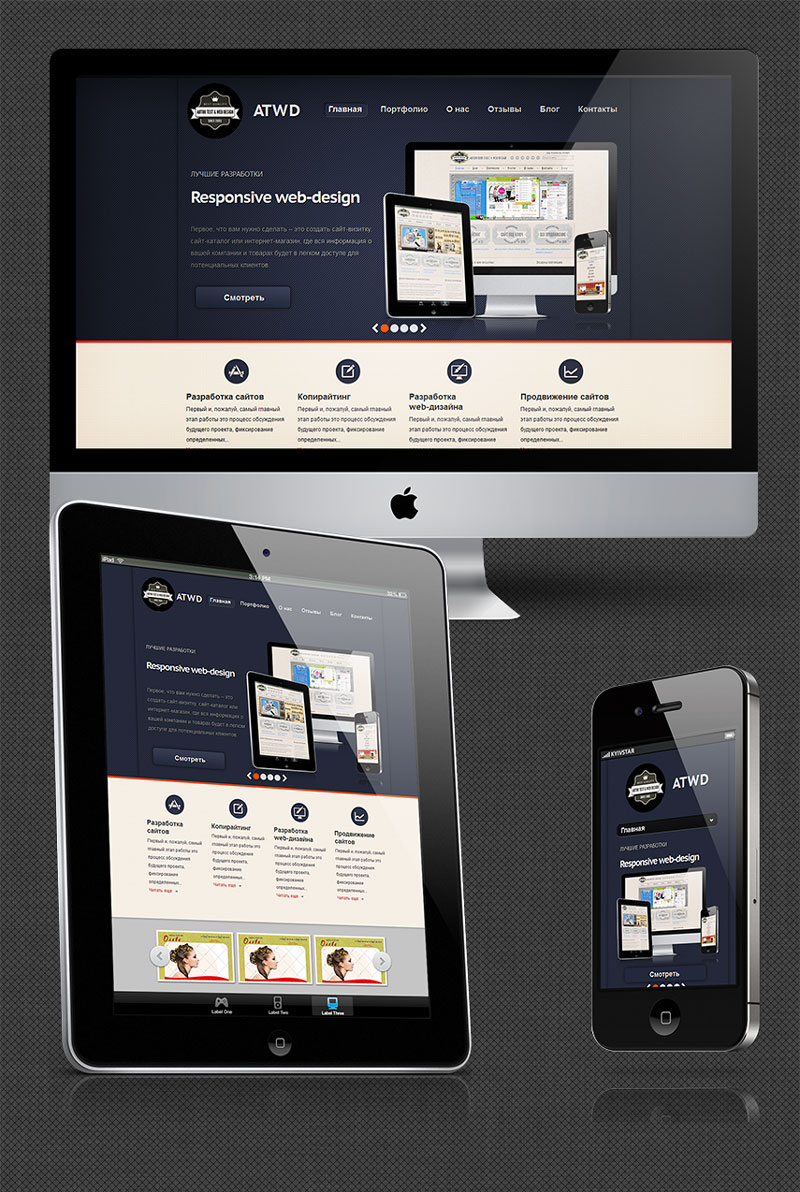 ATWD
Главная Портфолио О нас Отзывы Блог Контакты
ЛУЧШИЕ РАЗРАБОТКИ
Responsive web-design
Первое, что вам нужно сделать – это создать сайт-визитку,
сайт-каталог или интернет-магазин, где вся информация о
вашей компании и товарах будет в легком доступе для
потенциальных клиентов.
Смотреть
Разработка сайтов
Первый и, пожалуй, самый главный
этап работы это процесс обсуждения
будущего проекта, фиксирование
определенных...
Копирайтинг
Первый и, пожалуй, самый главный
этап работы это процесс обсуждения
будущего проекта, фиксирование
определенных...
Разработка
web-дизайна
Первый и, пожалуй, самый главный
этап работы это процесс обсуждения
будущего проекта, фиксирование
Продвижение сайтов
Первый и, пожалуй, самый главный
этап работы это процесс обсуждения
будущего проекта, фиксирование
определенных...
iPad
3:14 PM
ATWD
Главная Портфолио О нас Отзывы Блог Контакты
ЛУЧШИЕ РАЗРАБОТКИ
Responsive web-design
Первое, что вам нужно сделать – это
создать сайт-визитку, сайт-каталог или
интернет-магазин, где вся информация о
вашей компании и товарах будет в легком
доступе для потенциальных клиентов.
Смотреть
Разработка
сайтов
Первый и, пожалуй,
самый главный
этап работы это
процесс обсуждения
будущего проекта,
фиксирование
определенных...
Читать еще
Копирайтинг
Первый и, пожалуй,
самый главный
этап работы это
процесс обсуждения
будущего проекта,
фиксирование
определенных...
Читать еще
Разработка
web-дизайна
Первый и, пожалуй,
самый главный
этап работы это
процесс обсуждения
будущего проекта,
фиксирование
определенных...
Читать еще
Продвижение
сайтов
Первый и, пожалуй,
самый главный
этап работы это
процесс обсуждения
будущего проекта,
фиксирование
определенных...
Читать еще
Label One Label Two Label Three
KYIVSTAR
ATWD
Главная
ЛУЧШИЕ РАЗРАБОТКИ
Responsive web-design
Смотреть